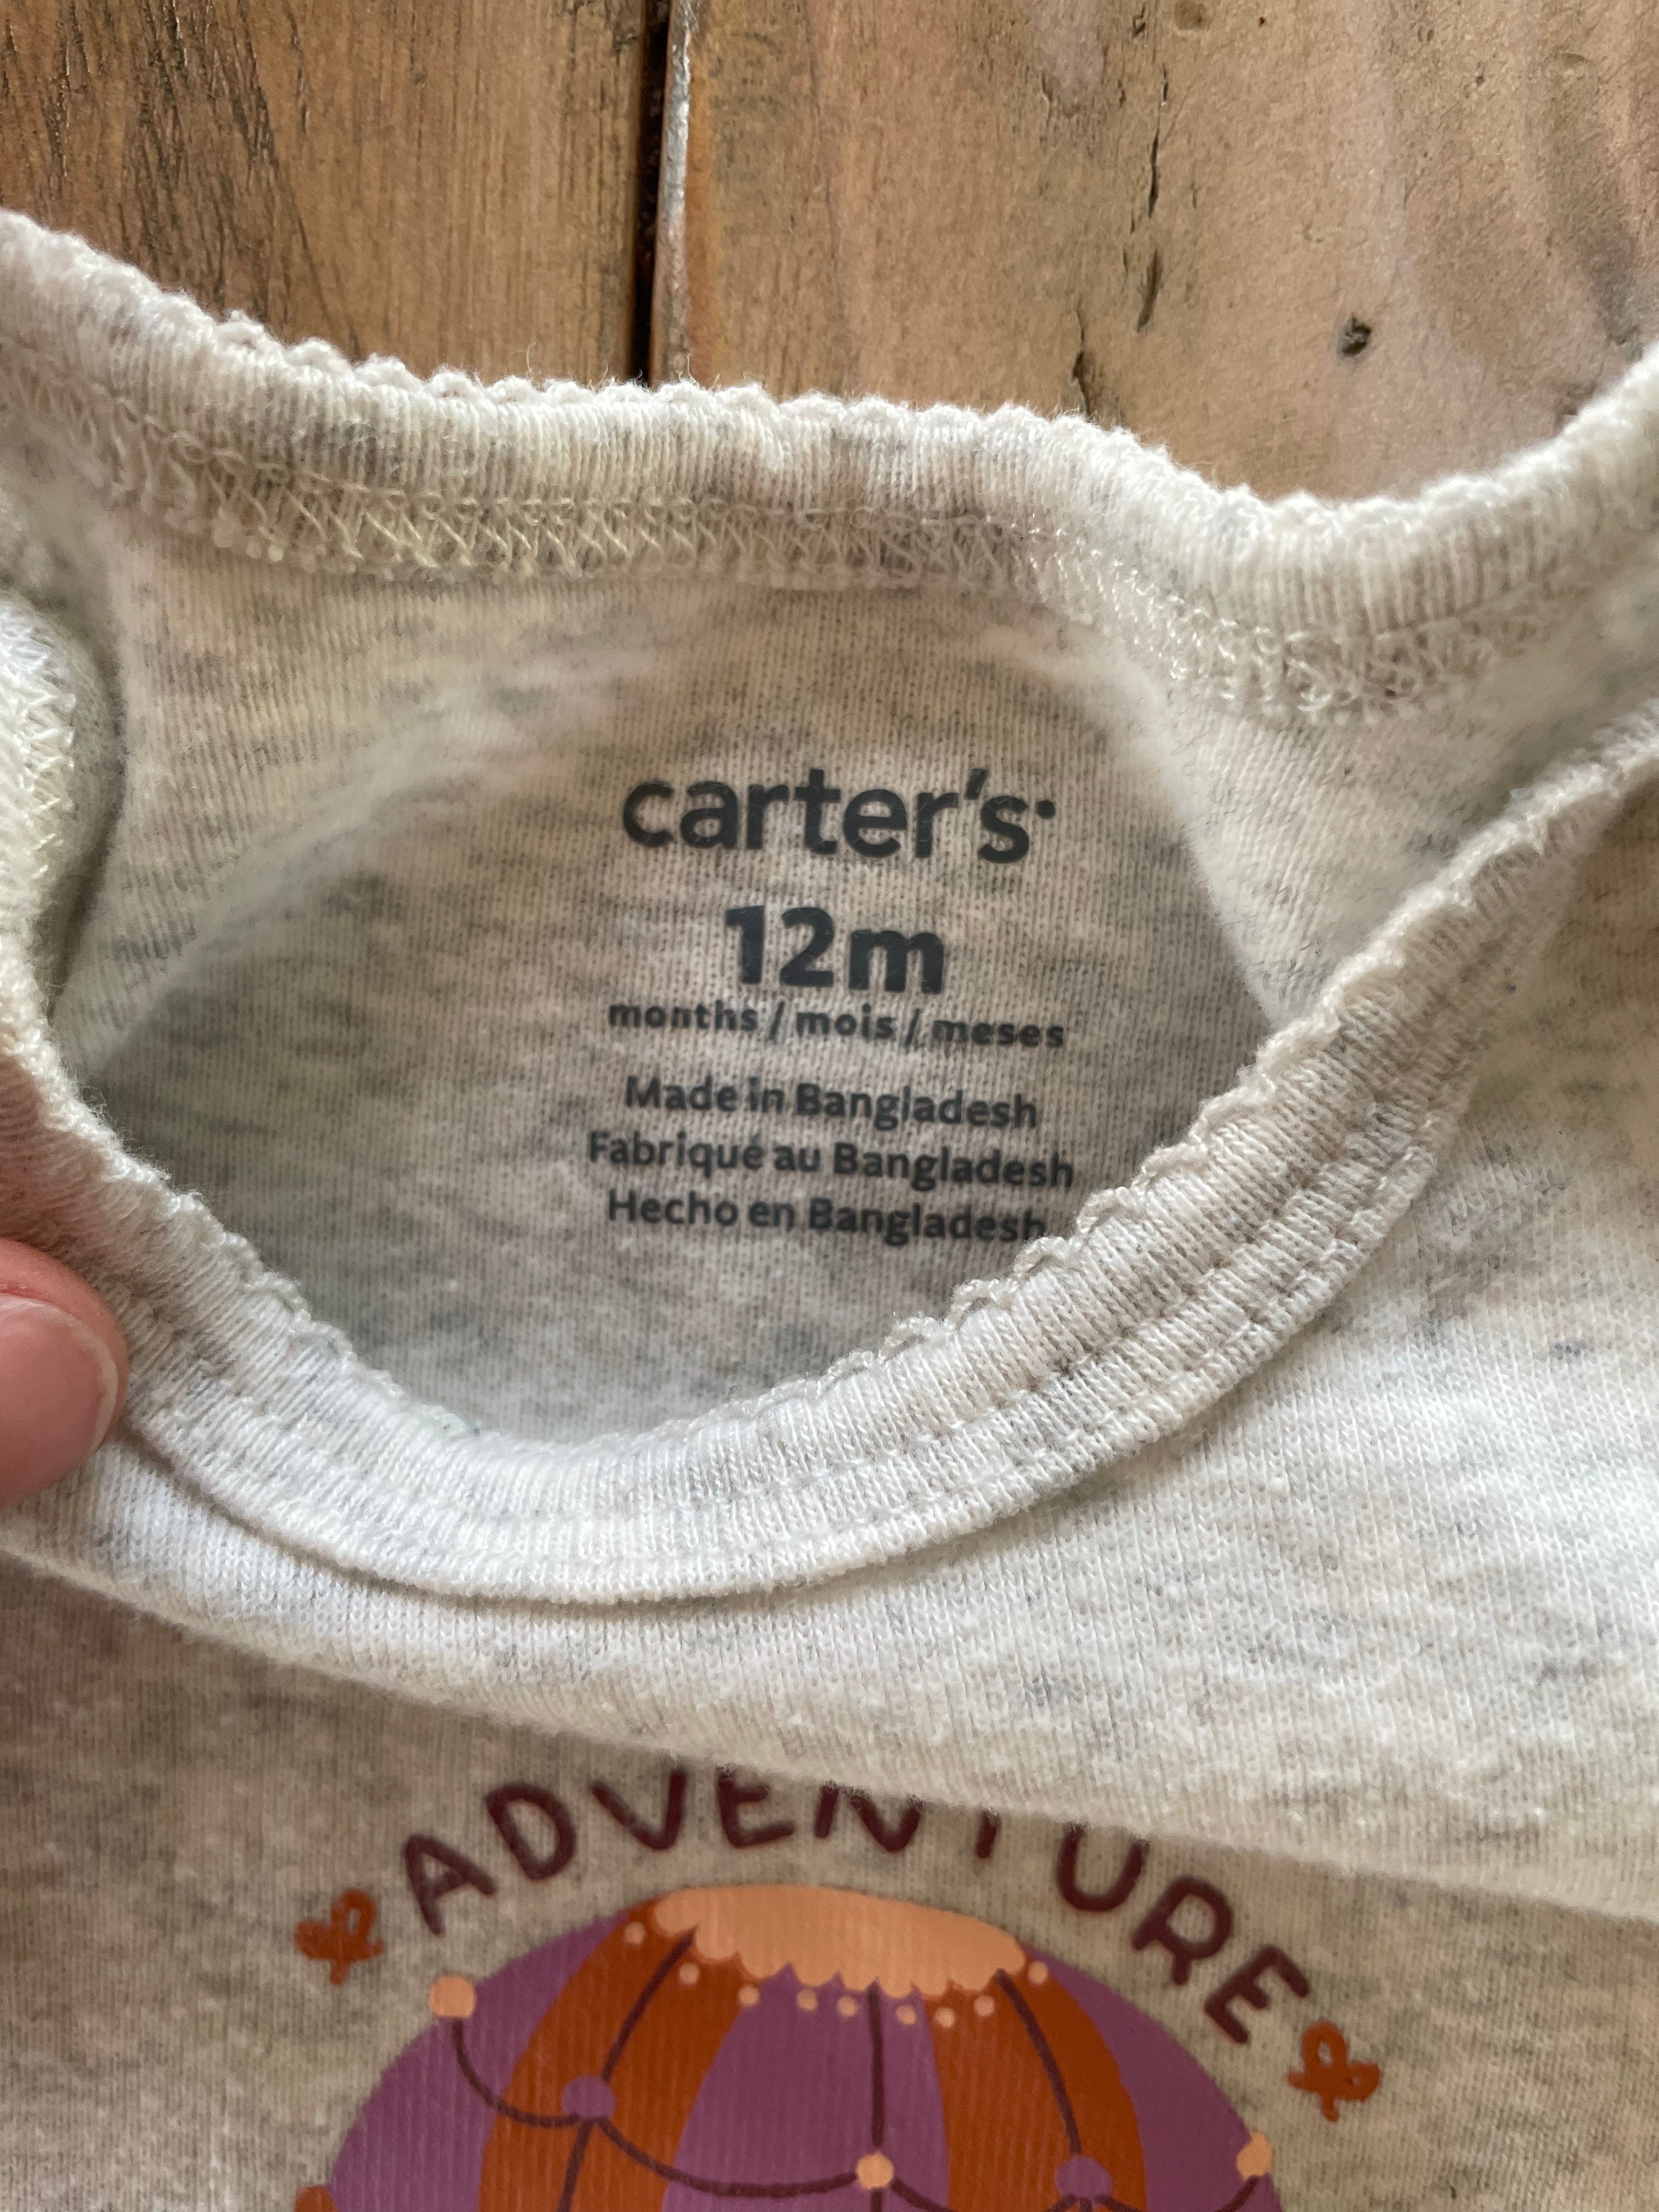 carter's
12m
months / mois / meses
Made in Bangladesh
Fabriqué au Bangladesh
Hecho en Bangladesh
ADVENTURE